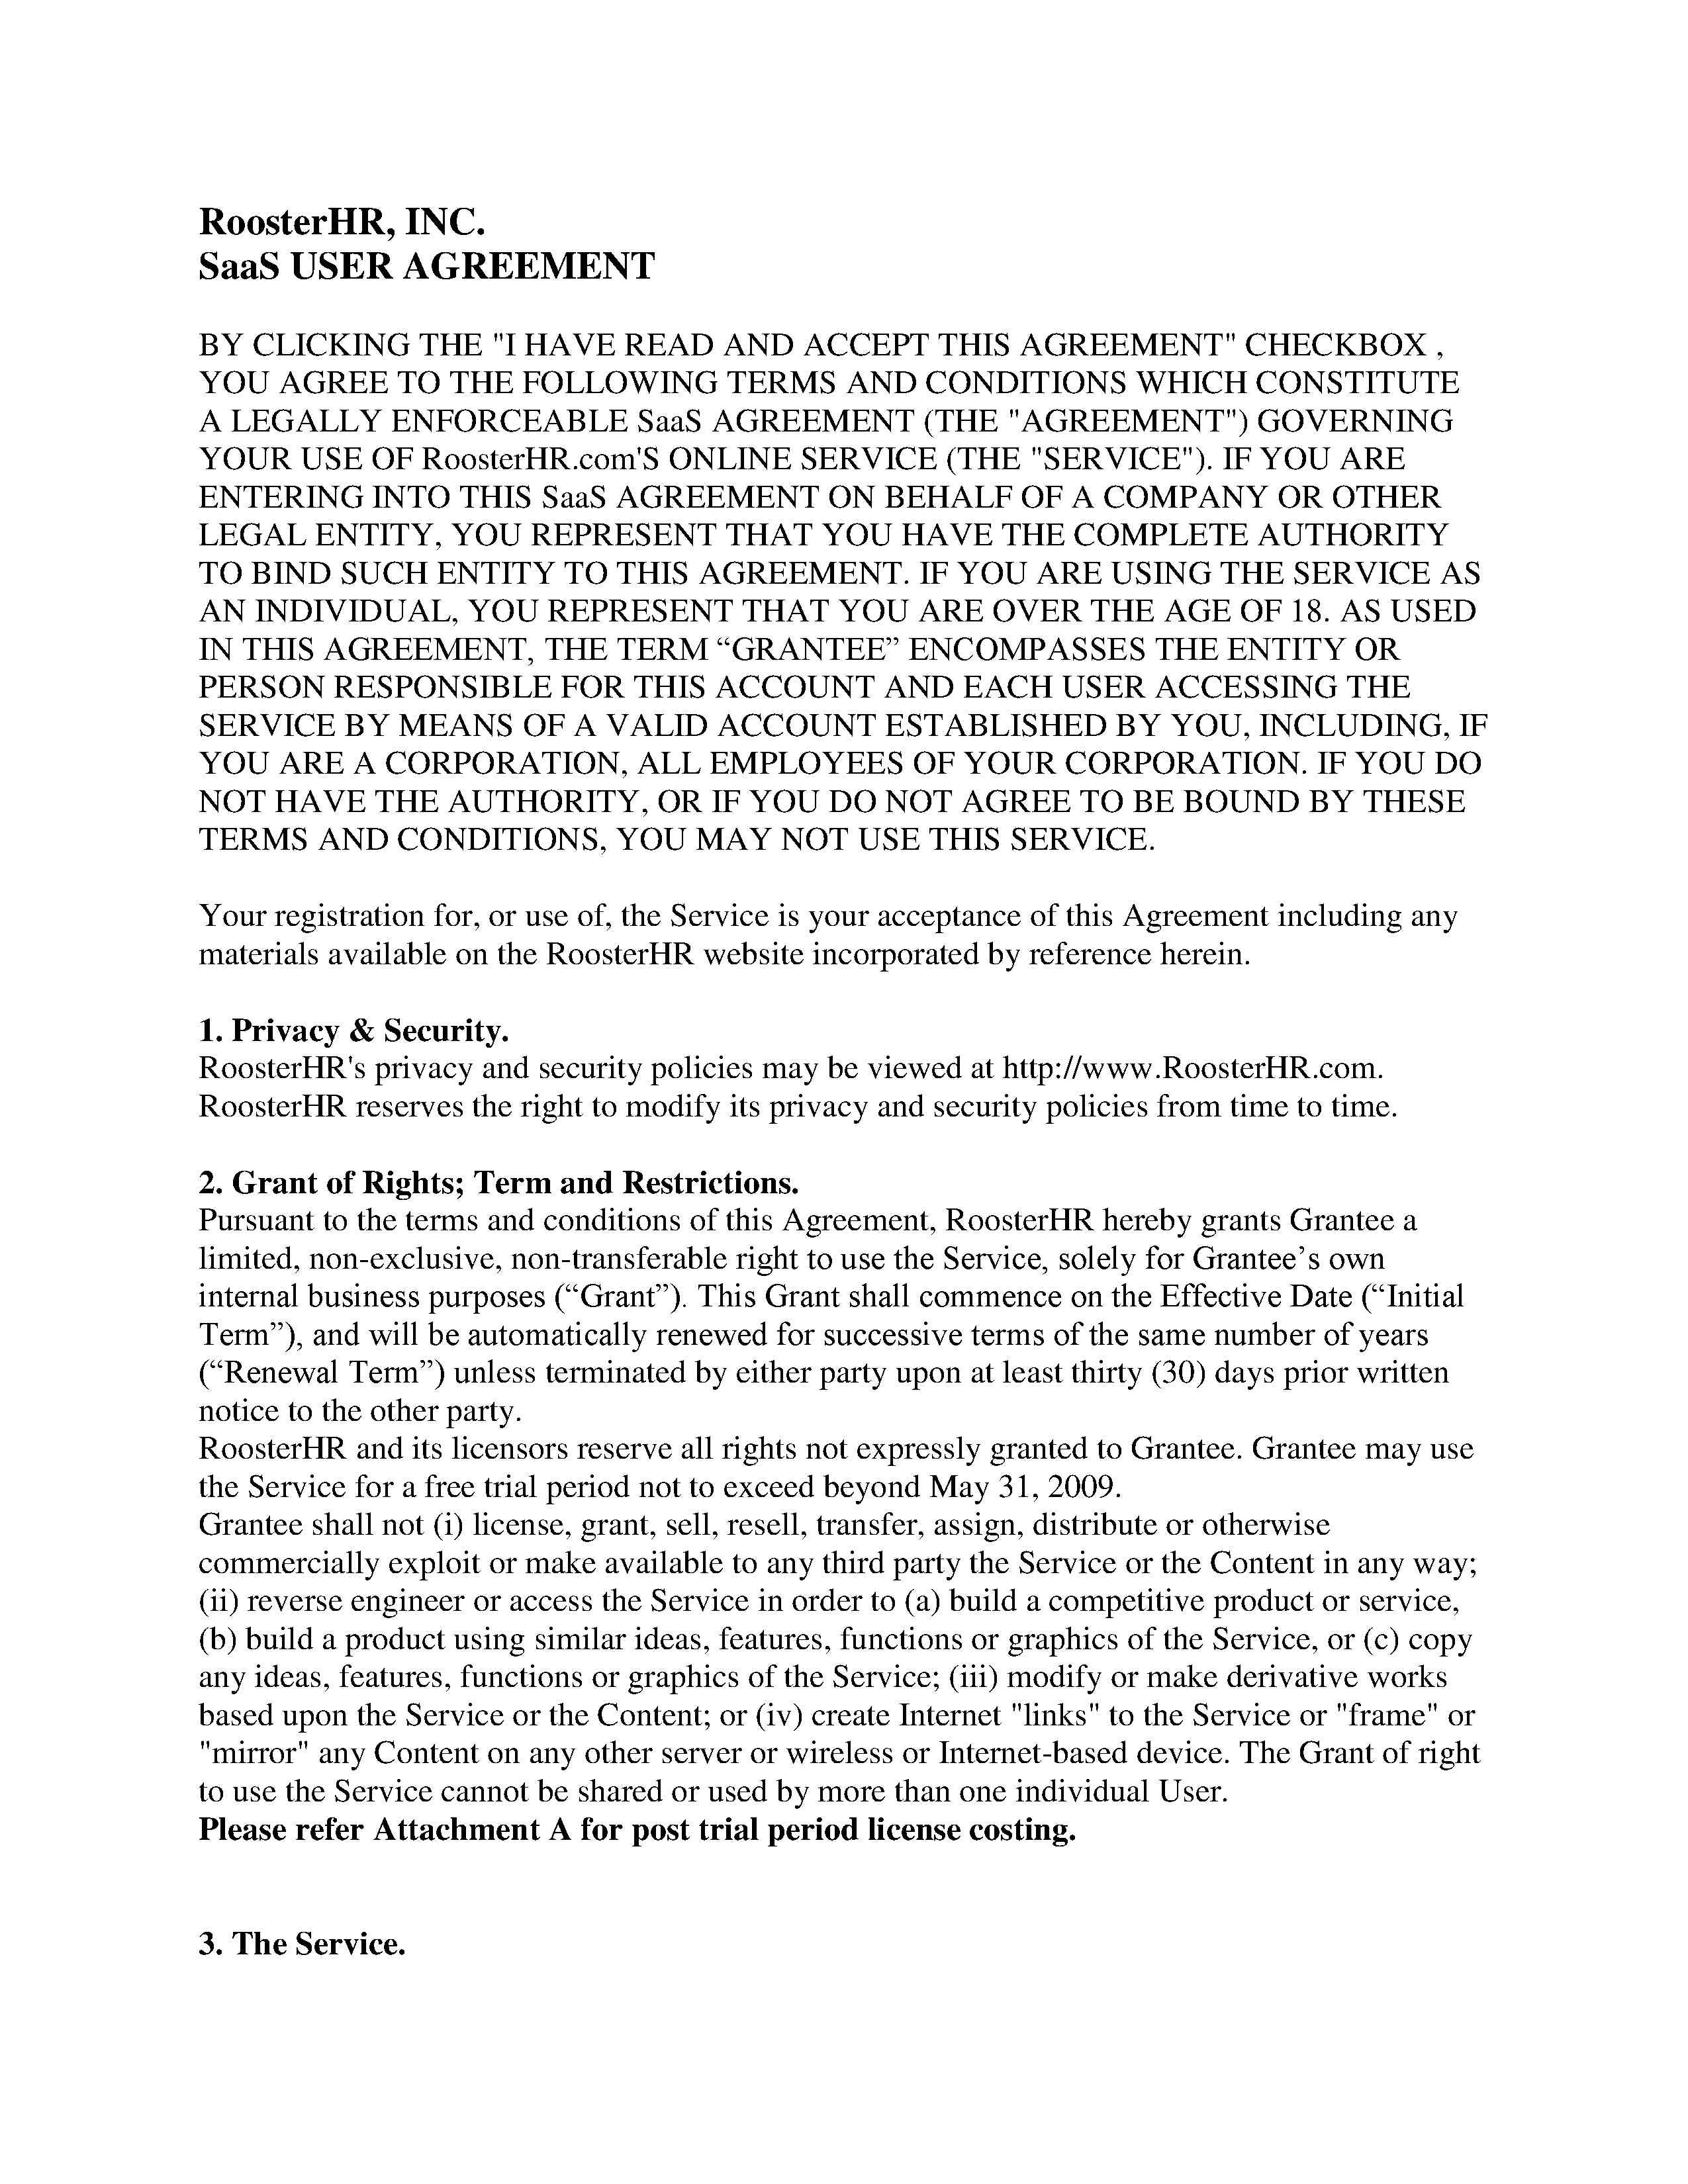 RoosterHR, INC.
SaaS USER AGREEMENT
BY CLICKING THE "I HAVE READ AND ACCEPT THIS AGREEMENT" CHECKBOX ,
YOU AGREE TO THE FOLLOWING TERMS AND CONDITIONS WHICH CONSTITUTE
A LEGALLY ENFORCEABLE SaaS AGREEMENT (THE "AGREEMENT") GOVERNING
YOUR USE OF RoosterHR.com'S ONLINE SERVICE (THE "SERVICE"). IF YOU ARE
ENTERING INTO THIS SaaS AGREEMENT ON BEHALF OF A COMPANY OR OTHER
LEGAL ENTITY, YOU REPRESENT THAT YOU HAVE THE COMPLETE AUTHORITY
TO BIND SUCH ENTITY TO THIS AGREEMENT. IF YOU ARE USING THE SERVICE AS
AN INDIVIDUAL, YOU REPRESENT THAT YOU ARE OVER THE AGE OF 18. AS USED
IN THIS AGREEMENT, THE TERM “GRANTEE” ENCOMPASSES THE ENTITY OR
PERSON RESPONSIBLE FOR THIS ACCOUNT AND EACH USER ACCESSING THE
SERVICE BY MEANS OF A VALID ACCOUNT ESTABLISHED BY YOU, INCLUDING, IF
YOU ARE A CORPORATION, ALL EMPLOYEES OF YOUR CORPORATION. IF YOU DO
NOT HAVE THE AUTHORITY, OR IF YOU DO NOT AGREE TO BE BOUND BY THESE
TERMS AND CONDITIONS, YOU MAY NOT USE THIS SERVICE.
Your registration for, or use of, the Service is your acceptance of this Agreement including any
materials available on the RoosterHR website incorporated by reference herein.
1. Privacy & Security.
RoosterHR's privacy and security policies may be viewed at http://www.RoosterHR.com.
RoosterHR reserves the right to modify its privacy and security policies from time to time.
2. Grant of Rights; Term and Restrictions.
Pursuant to the terms and conditions of this Agreement, RoosterHR hereby grants Grantee a
limited, non-exclusive, non-transferable right to use the Service, solely for Grantee’s own
internal business purposes (“Grant”). This Grant shall commence on the Effective Date (“Initial
Term”), and will be automatically renewed for successive terms of the same number of years
(“Renewal Term”) unless terminated by either party upon at least thirty (30) days prior written
notice to the other party.
RoosterHR and its licensors reserve all rights not expressly granted to Grantee. Grantee may use
the Service for a free trial period not to exceed beyond May 31, 2009.
Grantee shall not (i) license, grant, sell, resell, transfer, assign, distribute or otherwise
commercially exploit or make available to any third party the Service or the Content in any way;
(ii) reverse engineer or access the Service in order to (a) build a competitive product or service,
(b) build a product using similar ideas, features, functions or graphics of the Service, or (c) copy
any ideas, features, functions or graphics of the Service; (iii) modify or make derivative works
based upon the Service or the Content; or (iv) create Internet "links" to the Service or "frame" or
"mirror" any Content on any other server or wireless or Internet-based device. The Grant of right
to use the Service cannot be shared or used by more than one individual User.
Please refer Attachment A for post trial period license costing.
3. The Service.